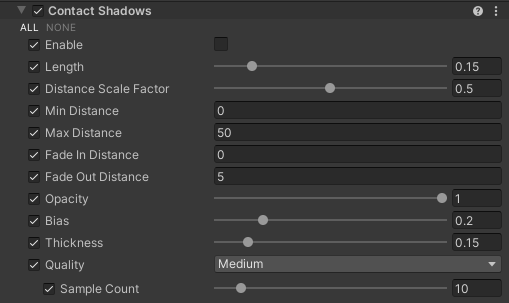 Contact Shadows
ALL NONE
Enable
Length 0.15
Distance Scale Factor 0.5
Min Distance 0
Max Distance 50
Fade In Distance 0
Fade Out Distance 5
Opacity 1
Bias 0.2
Thickness 0.15
Quality Medium
Sample Count 10